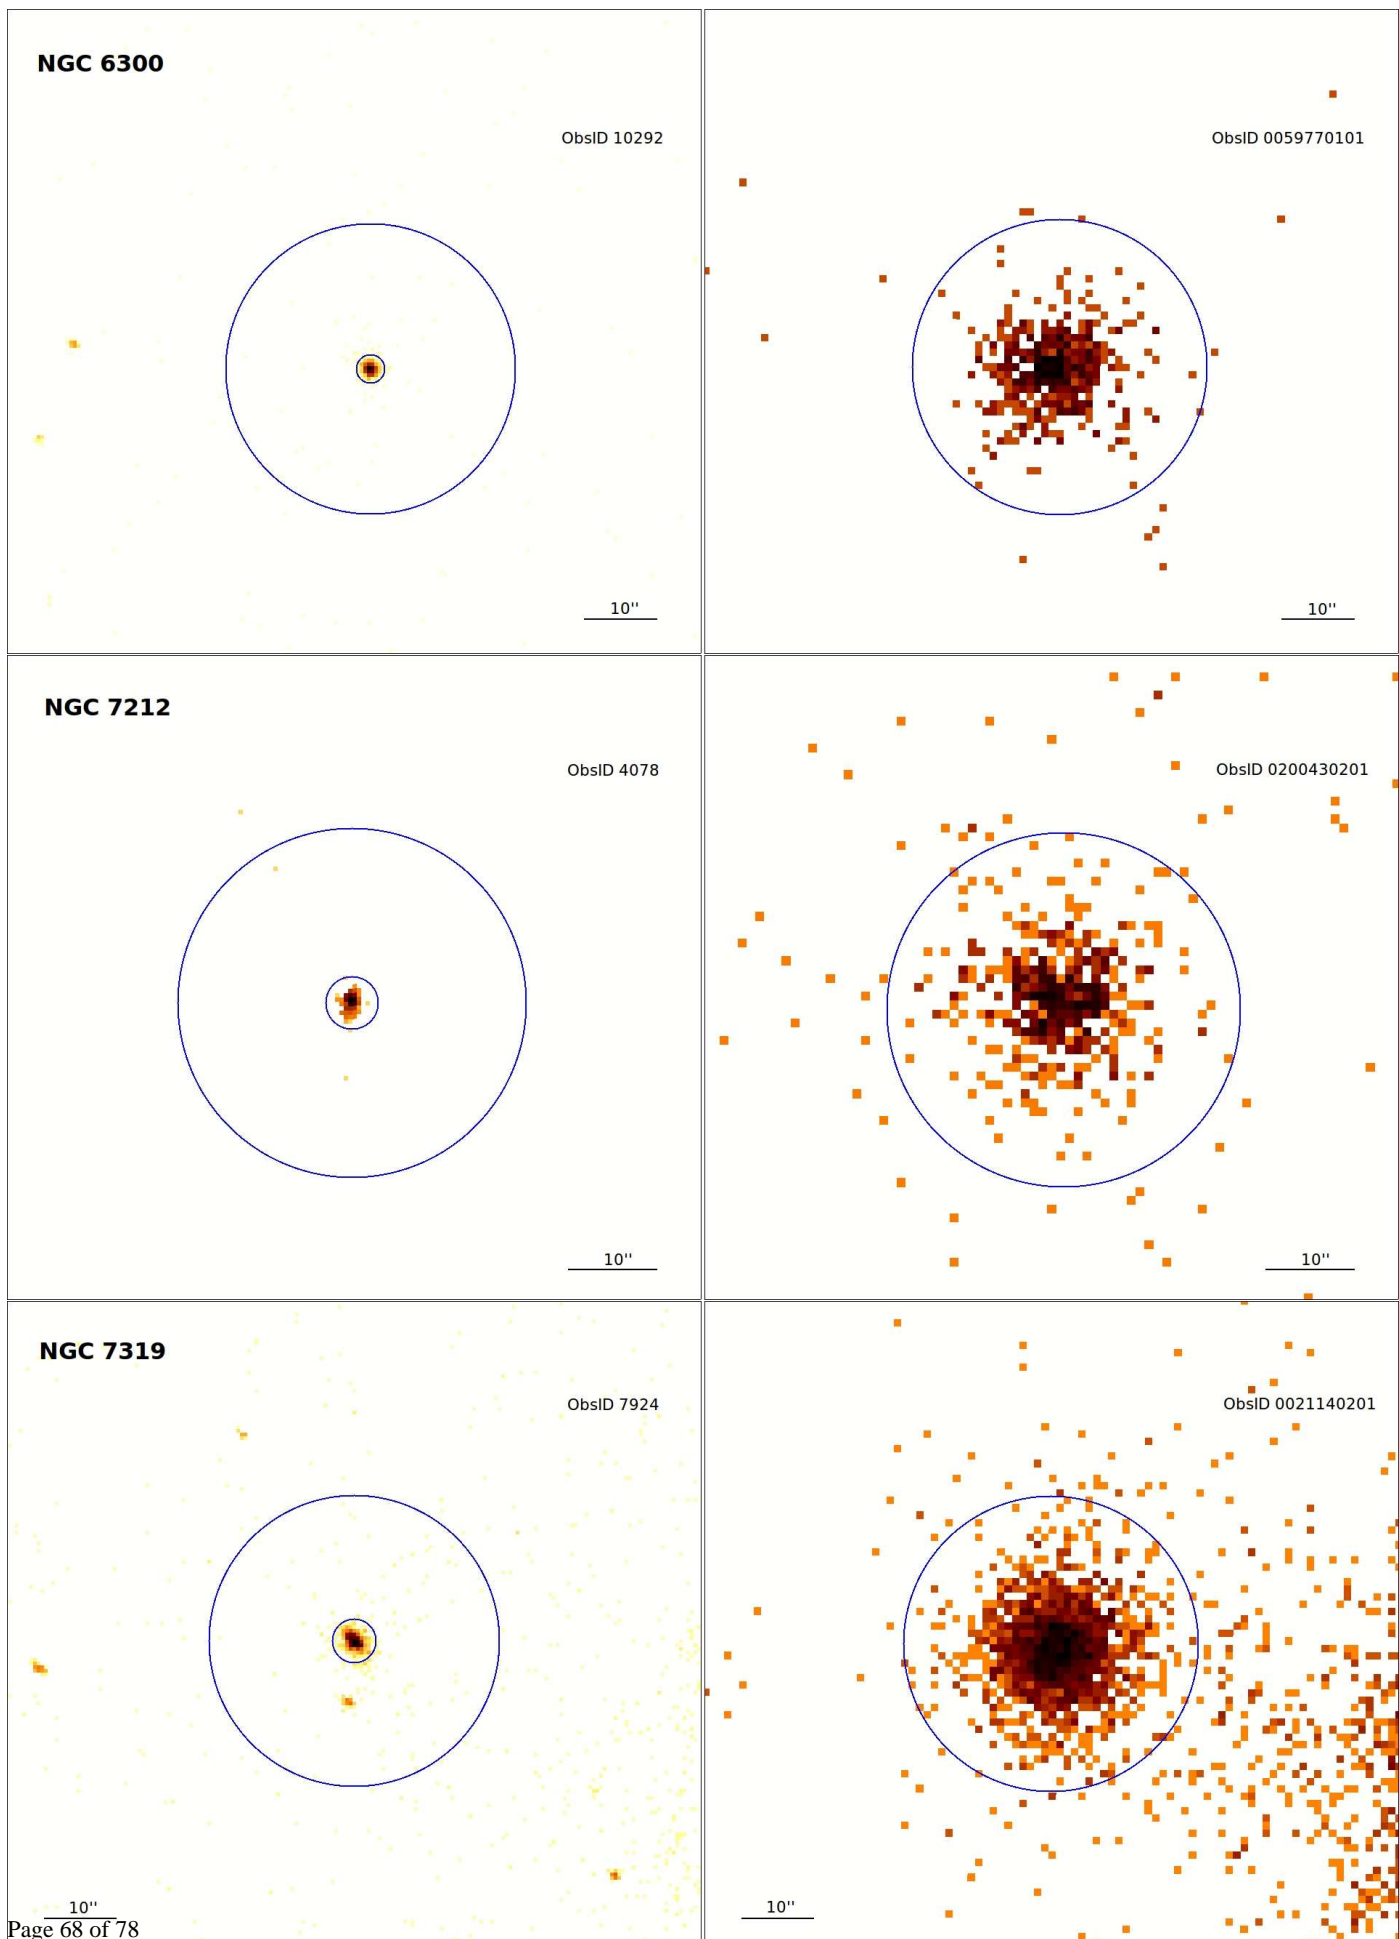 NGC 6300
ObsID 10292
ObsID 0059770101
10''
10''
NGC 7212
ObsID 4078
ObsID 0200430201
10''
10''
NGC 7319
ObsID 7924
ObsID 0021140201
10''
10''
Page 68 of 78